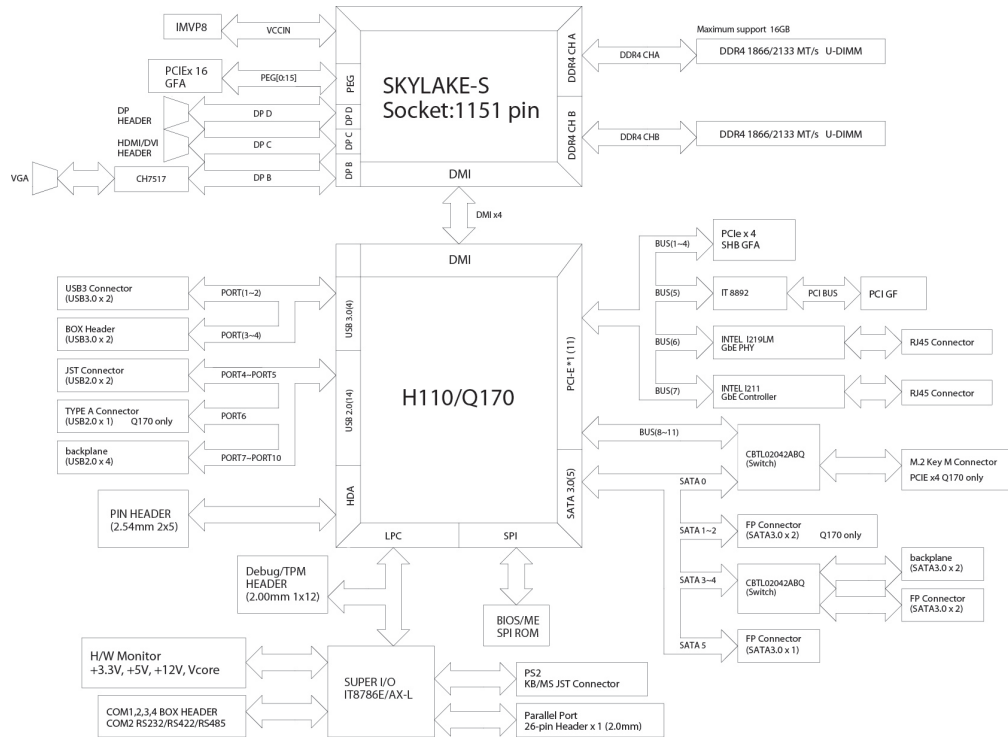 IMVP8
VCCIN
PCIEx 16
GFA
PEG[0:15]
DP
HEADER
DP D
HDMI/DVI
HEADER
DP C
VGA
CH7517
DP B
PEG
DP D
DP C
DP B
SKYLAKE-S
Socket:1151 pin
DMI
DDR4 CH A
DDR4 CH B
DDR4 CHA
Maximum support 16GB
DDR4 1866/2133 MT/s U-DIMM
DDR4 CHB
DDR4 1866/2133 MT/s U-DIMM
DMI x4
DMI
H110/Q170
USB 3.0(4)
USB 2.0(14)
HDA
LPC
SPI
PCI-E *1 (11)
SATA 3.0(5)
USB3 Connector
(USB3.0 x 2)
PORT(1~2)
BOX Header
(USB3.0 x 2)
PORT(3~4)
JST Connector
(USB2.0 x 2)
PORT4~PORT5
TYPE A Connector
(USB2.0 x 1) Q170 only
PORT6
backplane
(USB2.0 x 4)
PORT7~PORT10
PIN HEADER
(2.54mm 2x5)
BUS(1~4)
PCIe x 4
SHB GFA
BUS(5)
IT 8892
PCI BUS
PCI GF
BUS(6)
INTEL I219LM
GbE PHY
RJ45 Connector
BUS(7)
INTEL I211
GbE Controller
RJ45 Connector
BUS(8~11)
CBTL02042ABQ
(Switch)
M.2 Key M Connector
PCIE x4 Q170 only
SATA 0
SATA 1~2
FP Connector
(SATA3.0 x 2) Q170 only
SATA 3~4
CBTL02042ABQ
(Switch)
backplane
(SATA3.0 x 2)
FP Connector
(SATA3.0 x 2)
SATA 5
FP Connector
(SATA3.0 x 1)
Debug/TPM
HEADER
(2.00mm 1x12)
BIOS/ME
SPI ROM
H/W Monitor
+3.3V, +5V, +12V, Vcore
SUPER I/O
IT8786E/AX-L
PS2
KB/MS JST Connector
COM1,2,3,4 BOX HEADER
COM2 RS232/RS422/RS485
Parallel Port
26-pin Header x 1 (2.0mm)